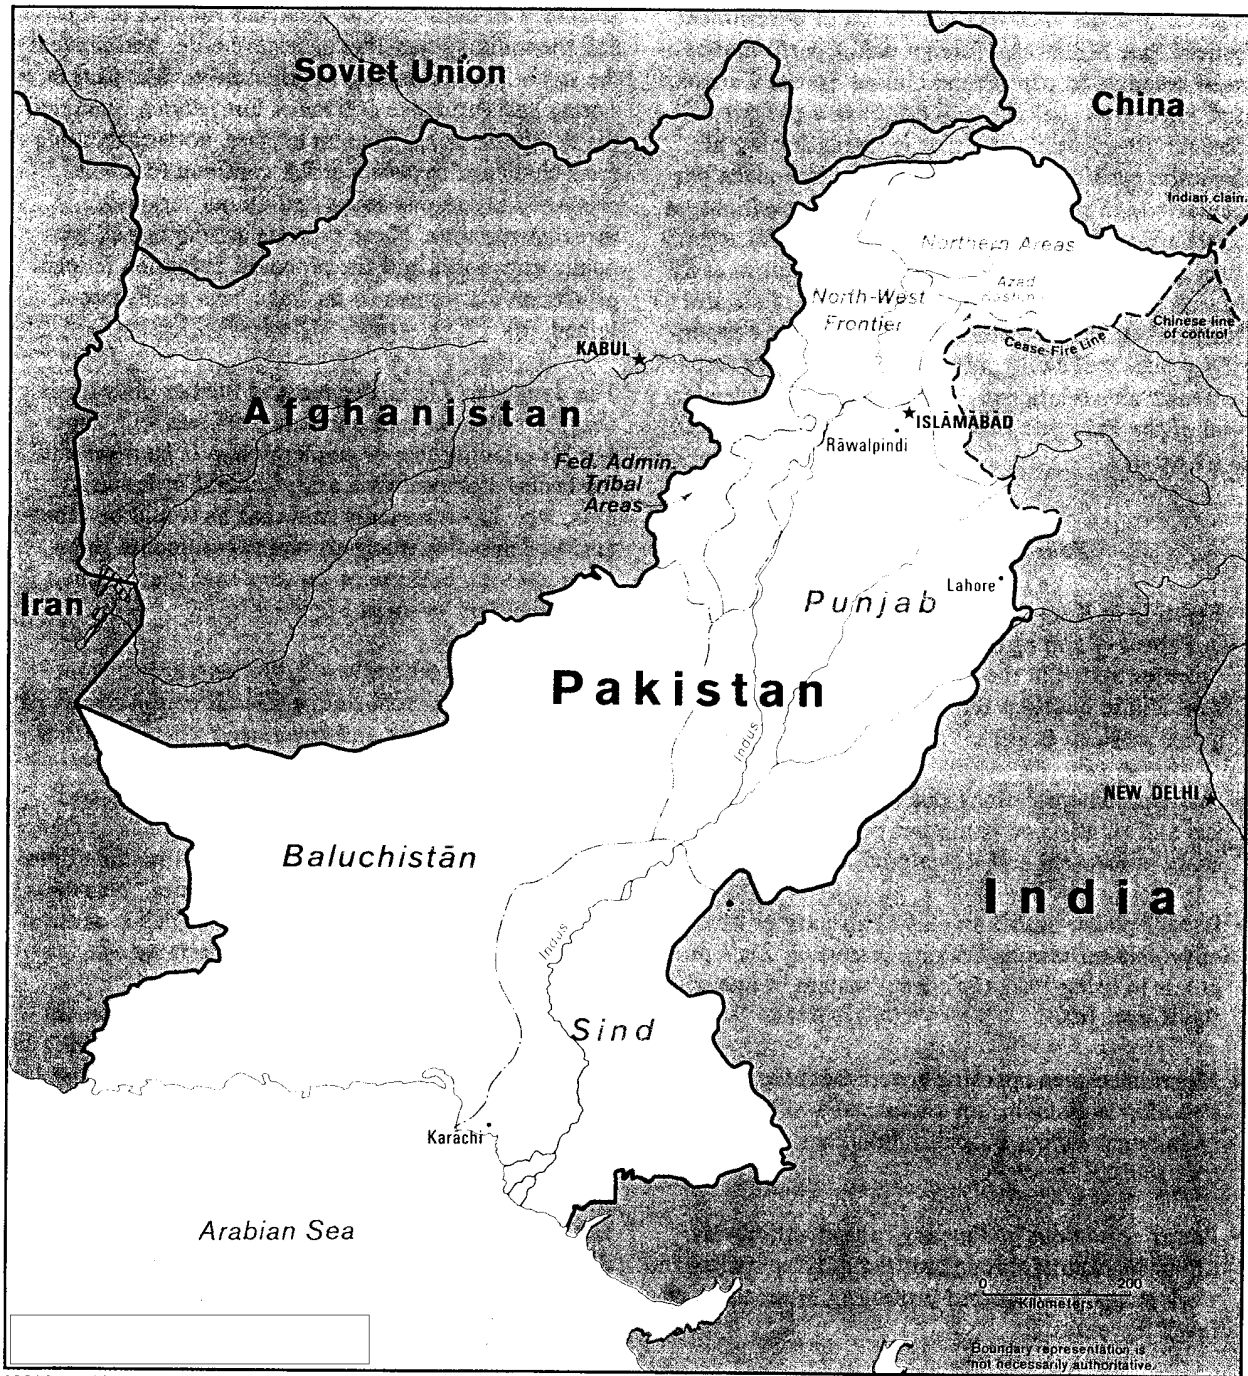 Soviet Union
China
Indian claim
Northern Areas
Azad
Kashmir
North-West
Frontier
Chinese line
of control
Cease-Fire Line
KABUL
Afghanistan
ISLĀMĀBĀD
Rāwalpindi
Fed. Admin.
Tribal
Areas
Iran
Lahore
Punjab
Pakistan
Indus
NEW DELHI
Baluchistān
India
Indus
Sind
Karachi
Arabian Sea
0 200
Kilometers
Boundary representation is
not necessarily authoritative.